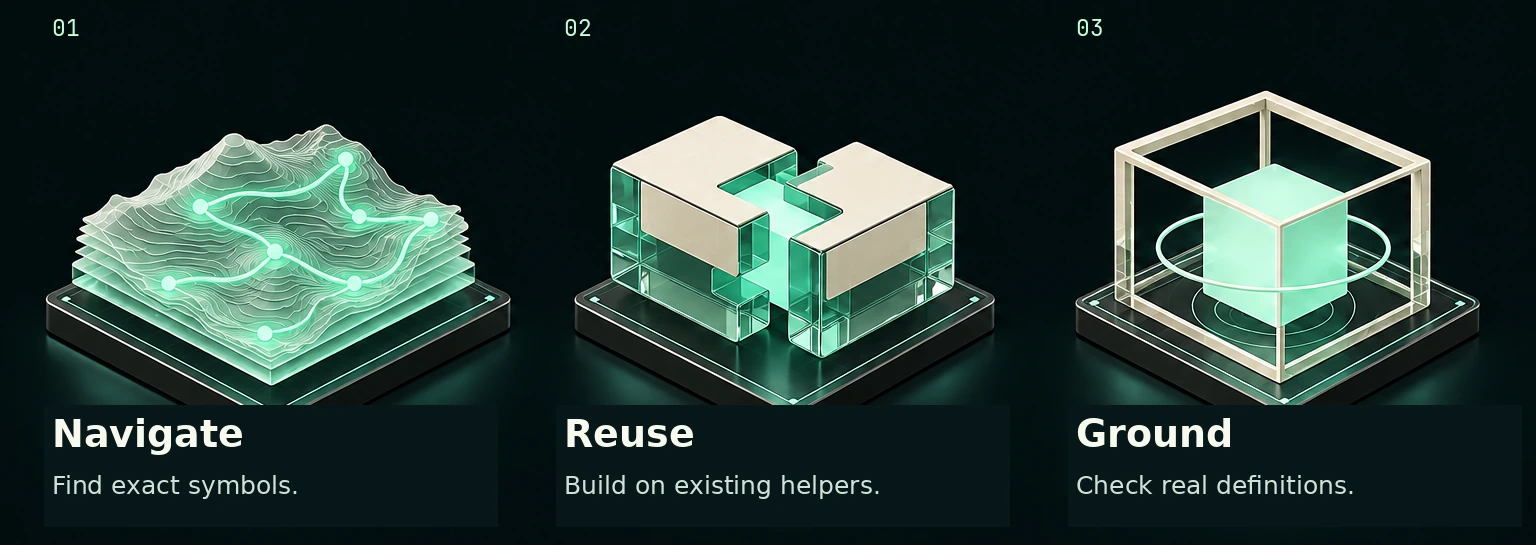 01
02
03
Navigate
Reuse
Ground
Find exact symbols.
Build on existing helpers.
Check real definitions.